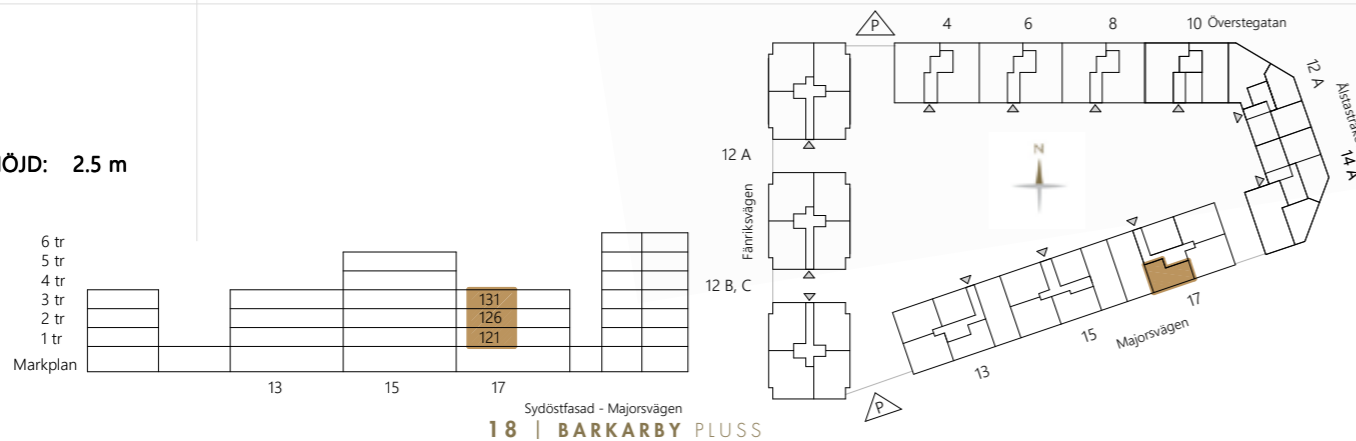 P 4 6 8 10 Överstegatan
12 A
14 A
ÖJD: 2.5 m
12 A
N
Fänriksvägen
12 B, C
6 tr
5 tr
4 tr
3 tr 131
2 tr 126
1 tr 121
Markplan
13 15 17
Sydöstfasad - Majorsvägen
17
15
Majorsvägen
13
P
18 | BARKARBY PLUSS